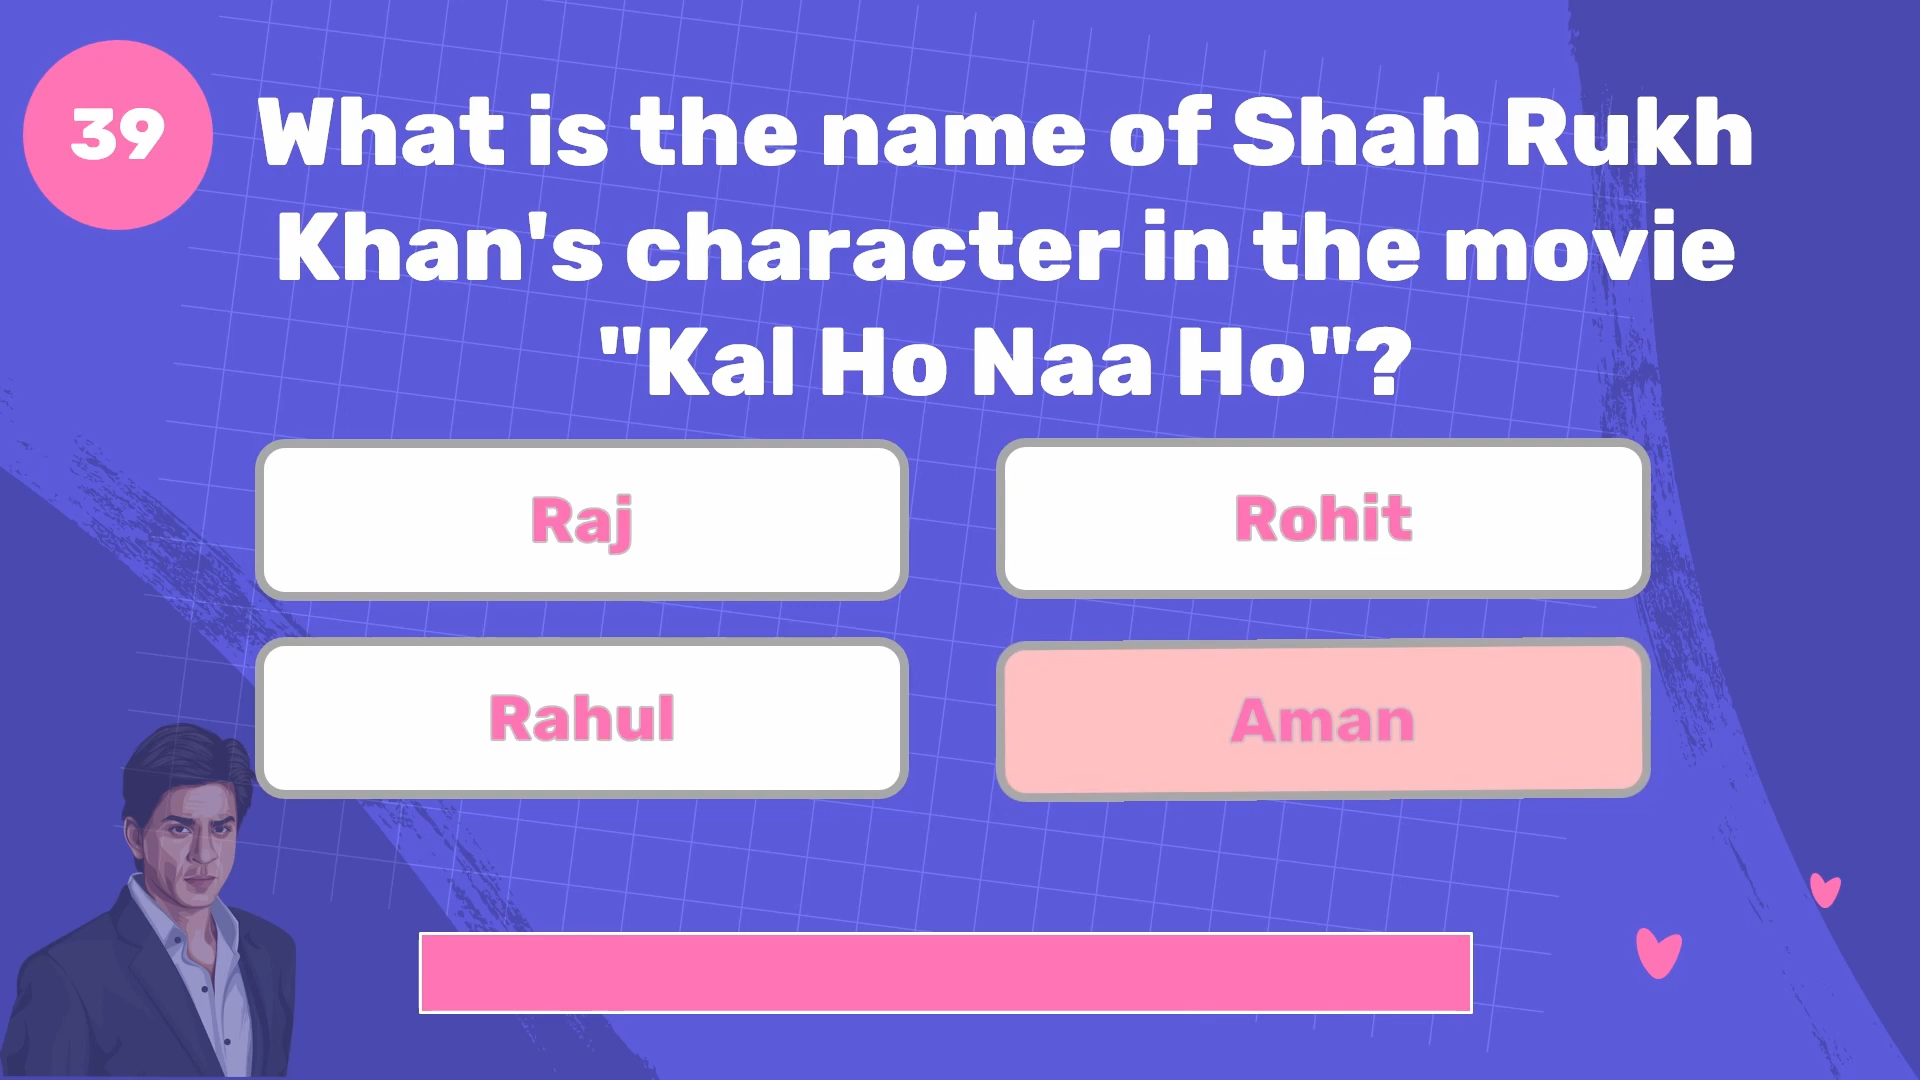 39
What is the name of Shah Rukh
Khan's character in the movie
"Kal Ho Naa Ho"?
Raj
Rohit
Rahul
Aman